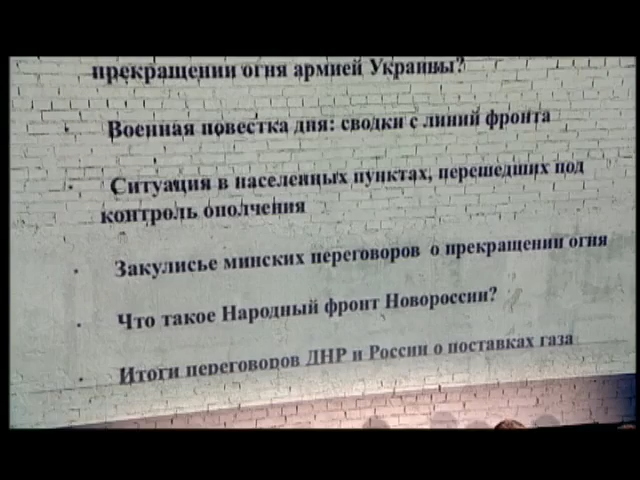 прекращении огня армией Украины?
Военная повестка дня: сводки с линий фронта
Ситуация в населенных пунктах, перешедших под
контроль ополчения
Закулисье минских переговоров о прекращении огня
Что такое Народный фронт Новороссии?
Итоги переговоров ДНР и России о поставках газа